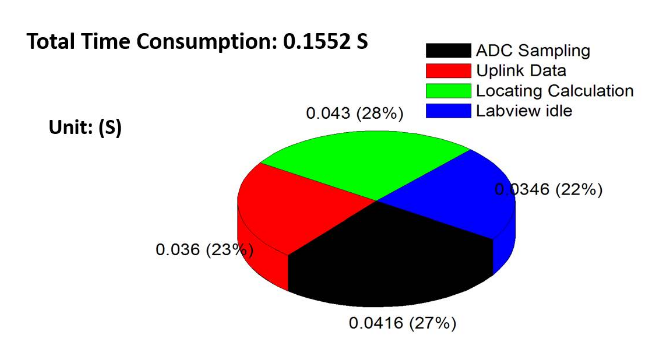 Total Time Consumption: 0.1552 S
ADC Sampling
Uplink Data
Locating Calculation
Labview idle
0.043 (28%)
Unit: (S)
0.0346 (22%)
0.036 (23%)
0.0416 (27%)